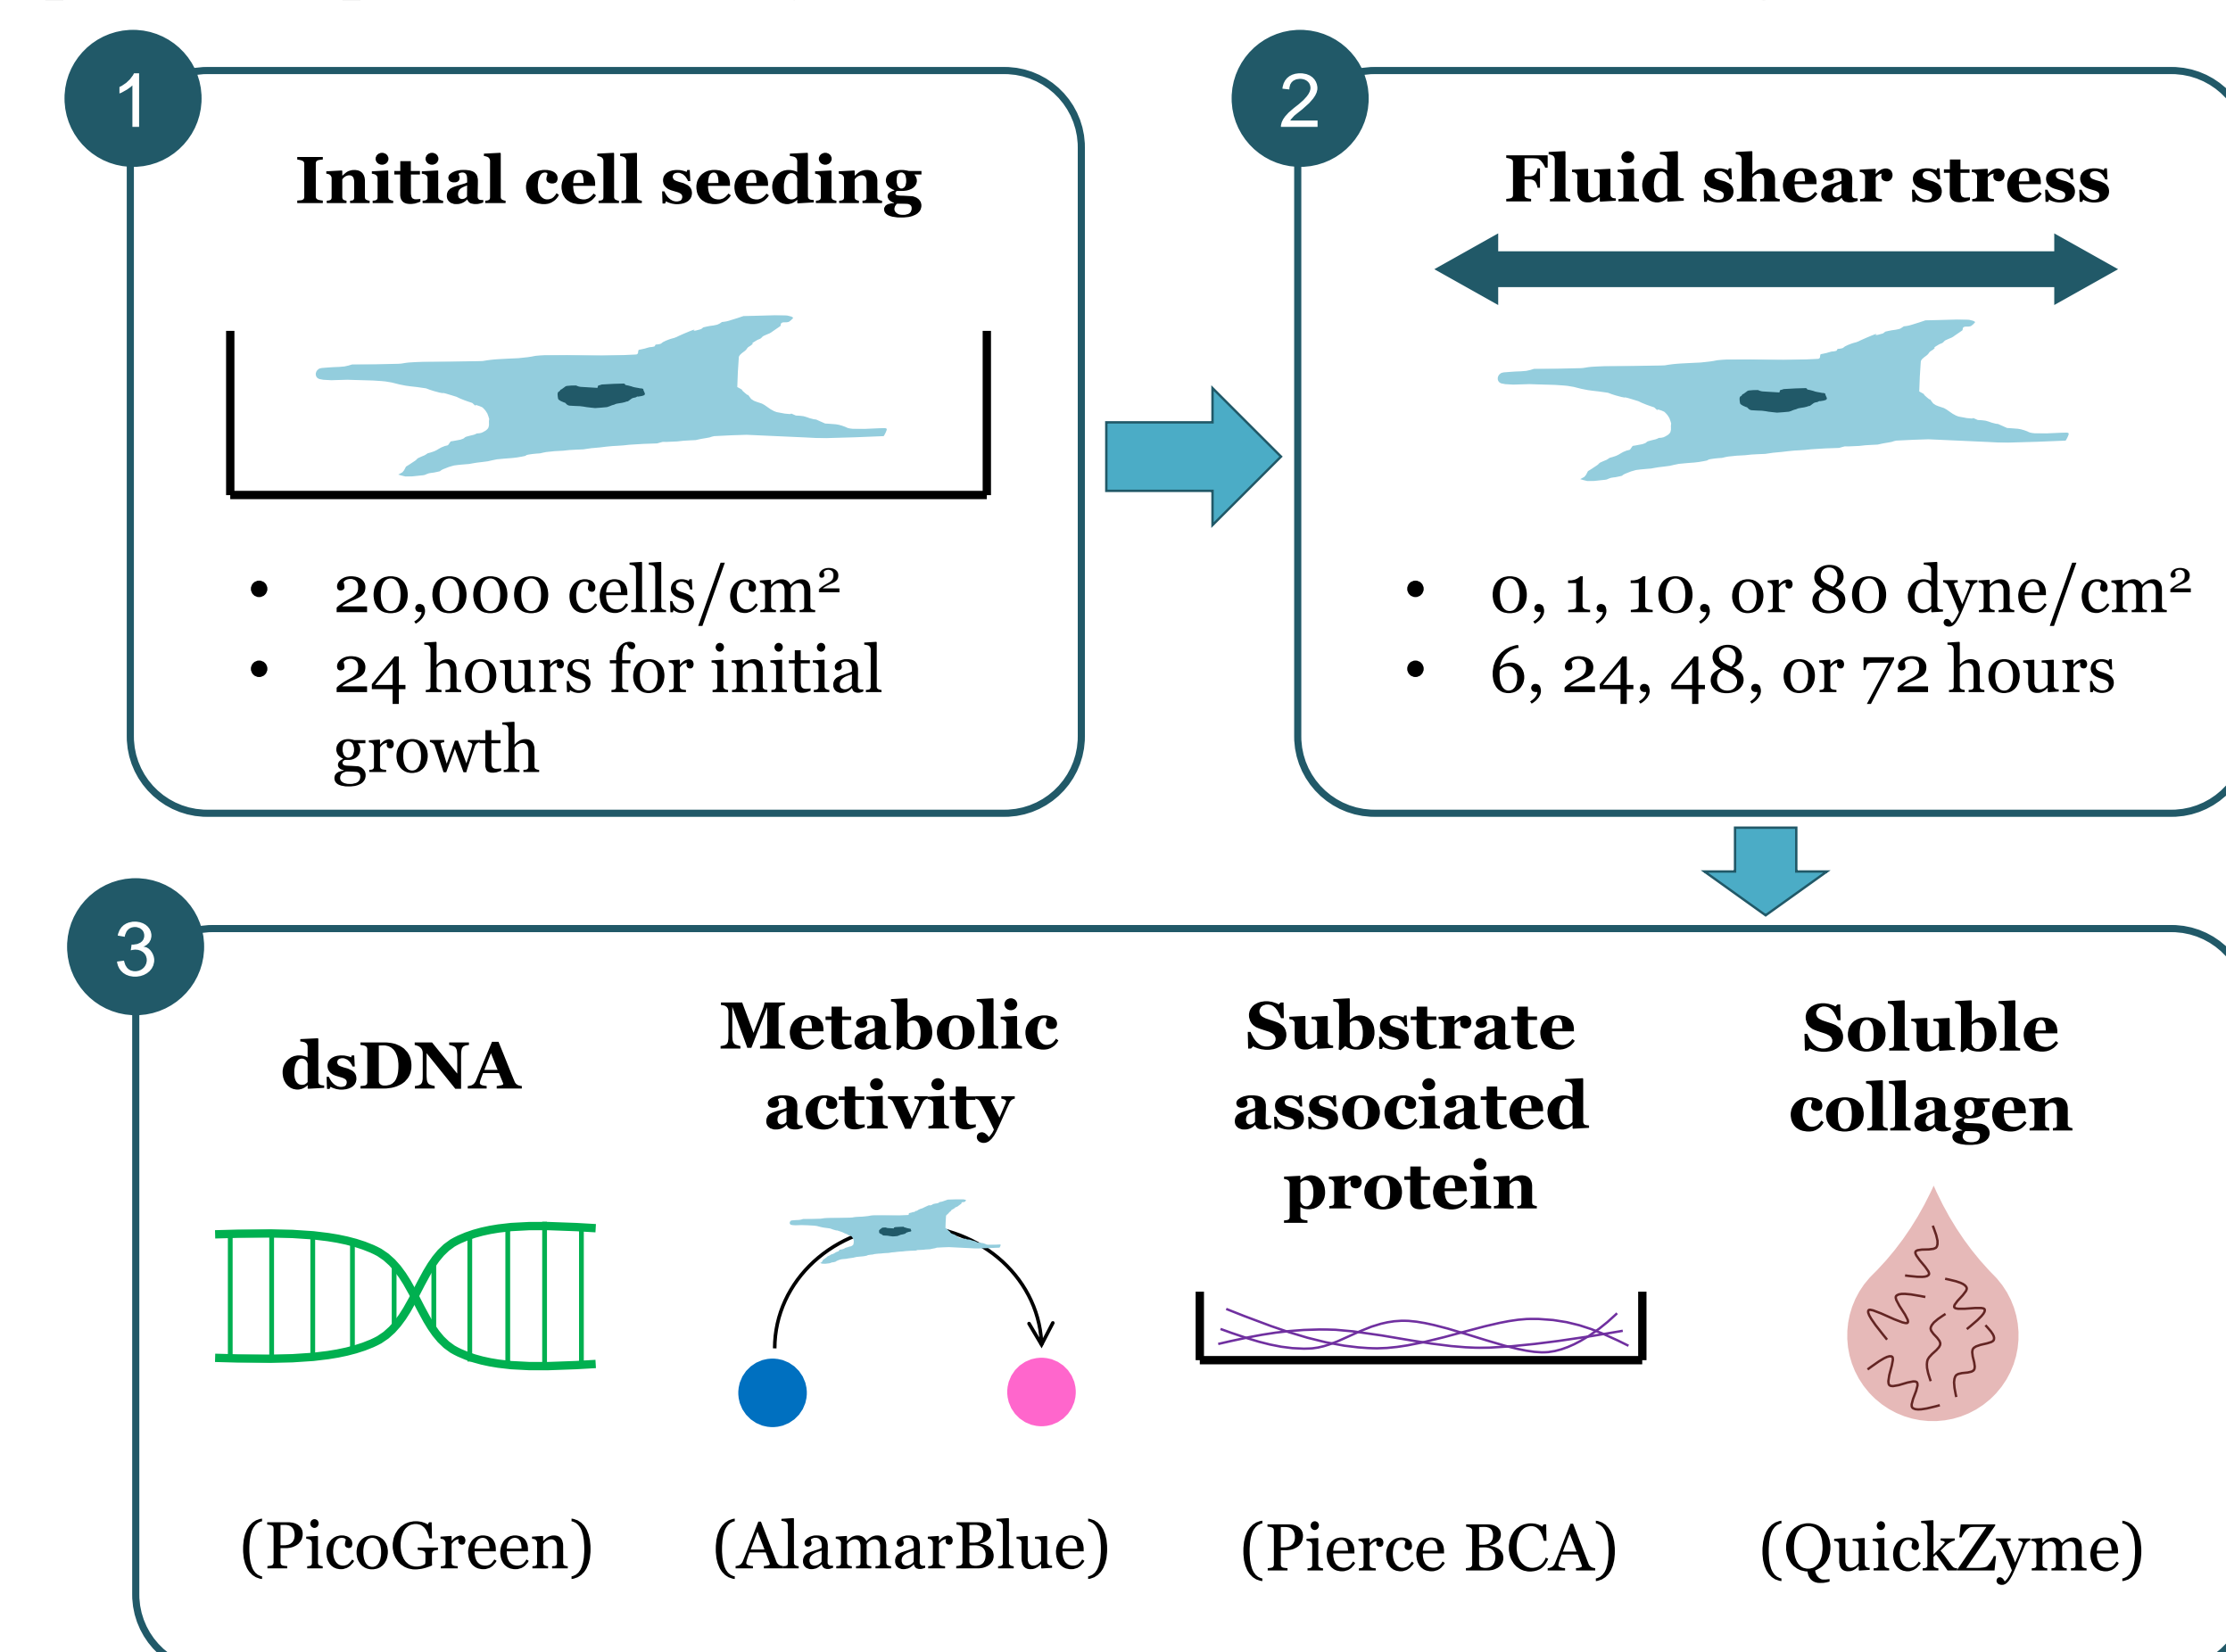 1
Initial cell seeding
• 20,000 cells/cm²
• 24 hours for initial
growth
2
Fluid shear stress
• 0, 1, 10, or 80 dyne/cm²
• 6, 24, 48, or 72 hours
3
dsDNA
(PicoGreen)
Metabolic
activity
(AlamarBlue)
Substrate
associated
protein
(Pierce BCA)
Soluble
collagen
(QuickZyme)